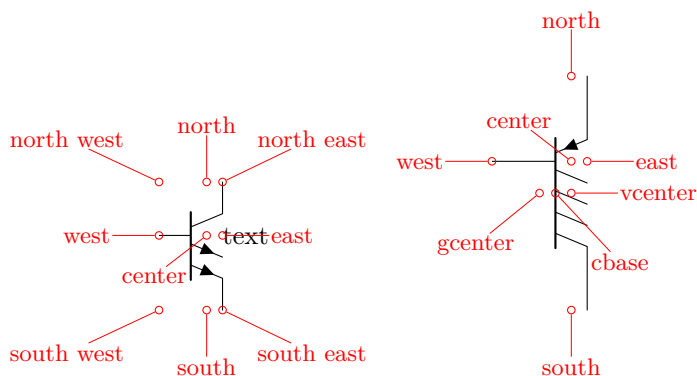 north
center
north
north west
north east
west
east
vcenter
west
text
east
gcenter
center
cbase
south west
south
south east
south